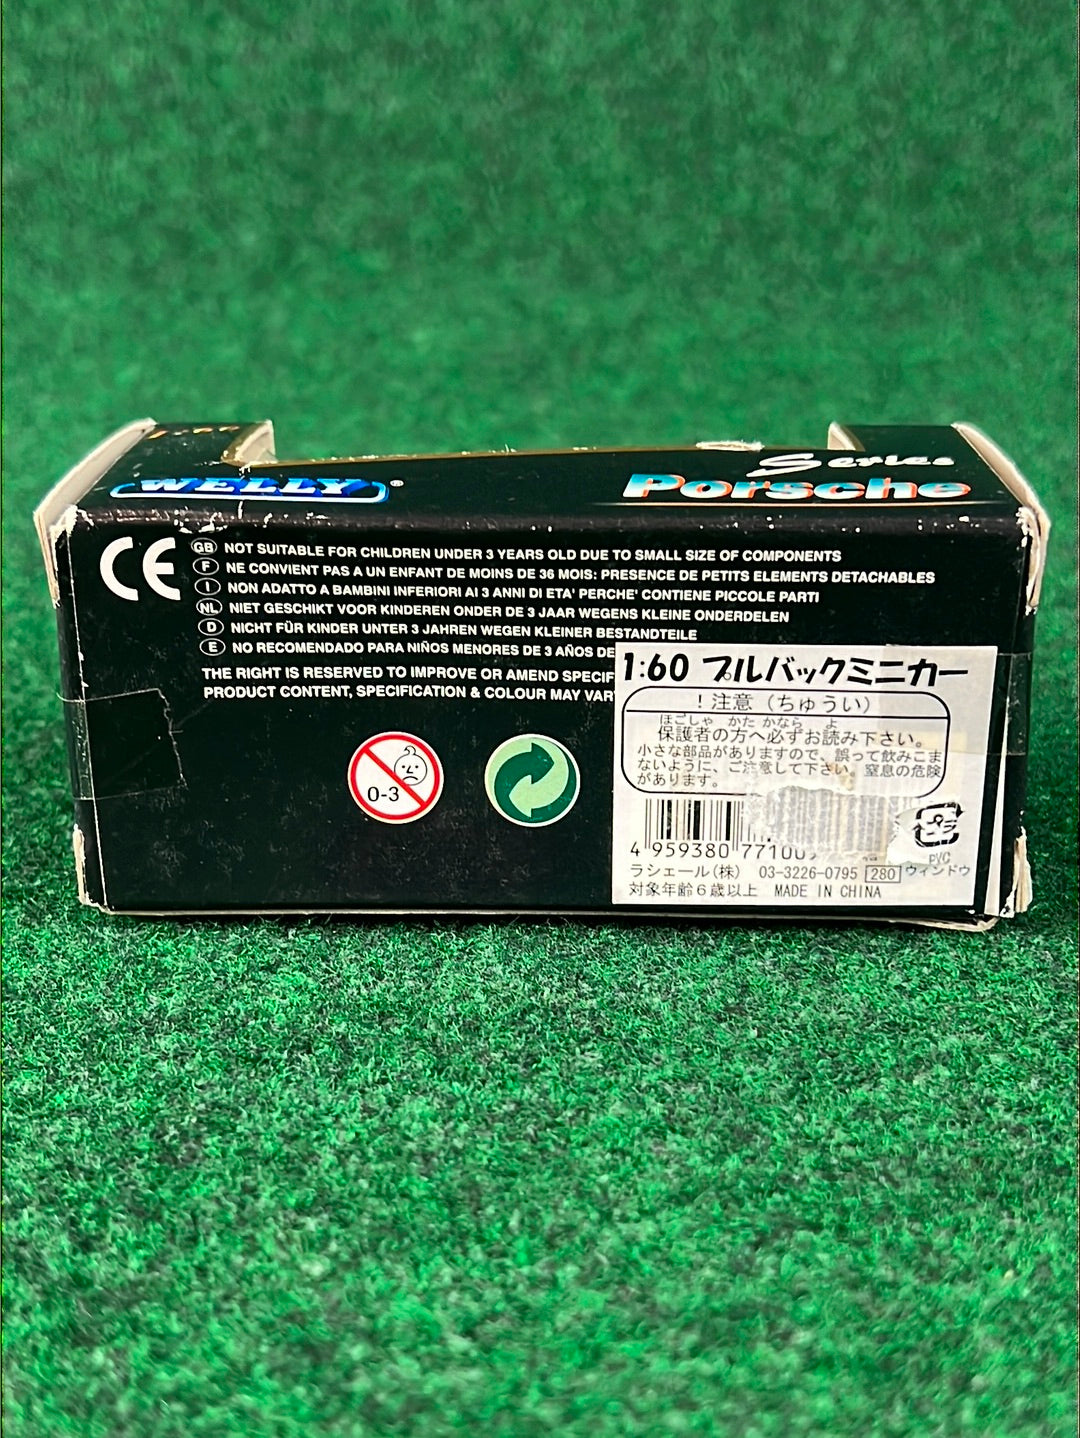 WELLY®
Series
Porsche
CE
GB NOT SUITABLE FOR CHILDREN UNDER 3 YEARS OLD DUE TO SMALL SIZE OF COMPONENTS
F NE CONVIENT PAS A UN ENFANT DE MOINS DE 36 MOIS: PRESENCE DE PETITS ELEMENTS DETACHABLES
I NON ADATTO A BAMBINI INFERIORI AI 3 ANNI DI ETA' PERCHE' CONTIENE PICCOLE PARTI
NL NIET GESCHIKT VOOR KINDEREN ONDER DE 3 JAAR WEGENS KLEINE ONDERDELEN
D NICHT FÜR KINDER UNTER 3 JAHREN WEGEN KLEINER BESTANDTEILE
E NO RECOMENDADO PARA NIÑOS MENORES DE 3 AÑOS DE
THE RIGHT IS RESERVED TO IMPROVE OR AMEND SPECIF
PRODUCT CONTENT, SPECIFICATION & COLOUR MAY VAR
0-3
1:60 プルバックミニカー
！注意（ちゅうい）
ほごしゃ かた かなら よ
保護者の方へ必ずお読み下さい。
小さな部品がありますので、誤って飲みこま
ないように、ご注意して下さい。窒息の危険
があります。
4 959380 77100
PVC
ラシェール(株) 03-3226-0795 280 ウィンドウ
対象年齢６歳以上 MADE IN CHINA